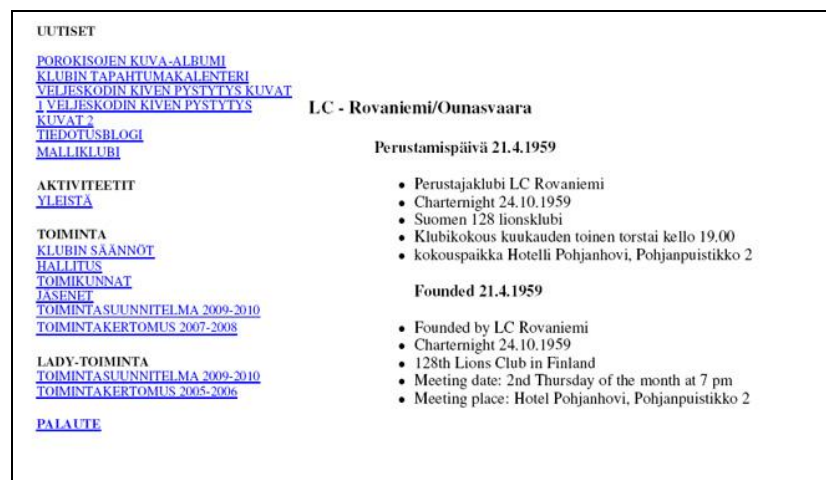 UUTISET
POROKISOJEN KUVA-ALBUMI
KLUBIN TAPAHTUMAKALENTERI
VELJESKODIN KIVEN PYSTYTYS KUVAT
1 VELJESKODIN KIVEN PYSTYTYS
KUVAT 2
TIEDOTUSBLOGI
MALLIKLUBI
AKTIVITEETIT
YLEISTÄ
TOIMINTA
KLUBIN SÄÄNNÖT
HALLITUS
TOIMIKUNNAT
JÄSENET
TOIMINTASUUNNITELMA 2009-2010
TOIMINTAKERTOMUS 2007-2008
LADY-TOIMINTA
TOIMINTASUUNNITELMA 2009-2010
TOIMINTAKERTOMUS 2005-2006
PALAUTE
LC - Rovaniemi/Ounasvaara
Perustamispäivä 21.4.1959
• Perustajaklubi LC Rovaniemi
• Charternight 24.10.1959
• Suomen 128 lionsklubi
• Klubikokous kuukauden toinen torstai kello 19.00
• kokouspaikka Hotelli Pohjanhovi, Pohjanpuistikko 2
Founded 21.4.1959
• Founded by LC Rovaniemi
• Charternight 24.10.1959
• 128th Lions Club in Finland
• Meeting date: 2nd Thursday of the month at 7 pm
• Meeting place: Hotel Pohjanhovi, Pohjanpuistikko 2